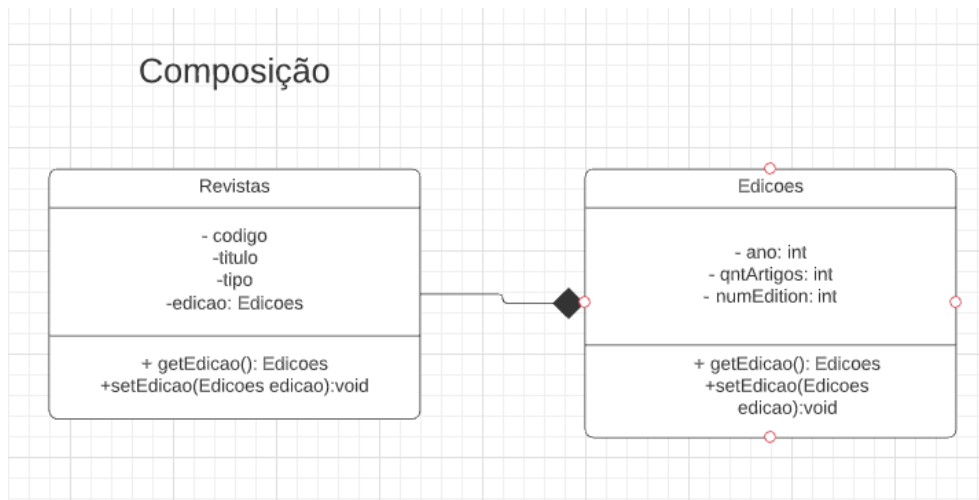 Composição
Revistas
- codigo
-titulo
-tipo
-edicao: Edicoes
+ getEdicao(): Edicoes
+setEdicao(Edicoes edicao):void
Edicoes
- ano: int
- qntArtigos: int
- numEdition: int
+ getEdicao(): Edicoes
+setEdicao(Edicoes
edicao):void